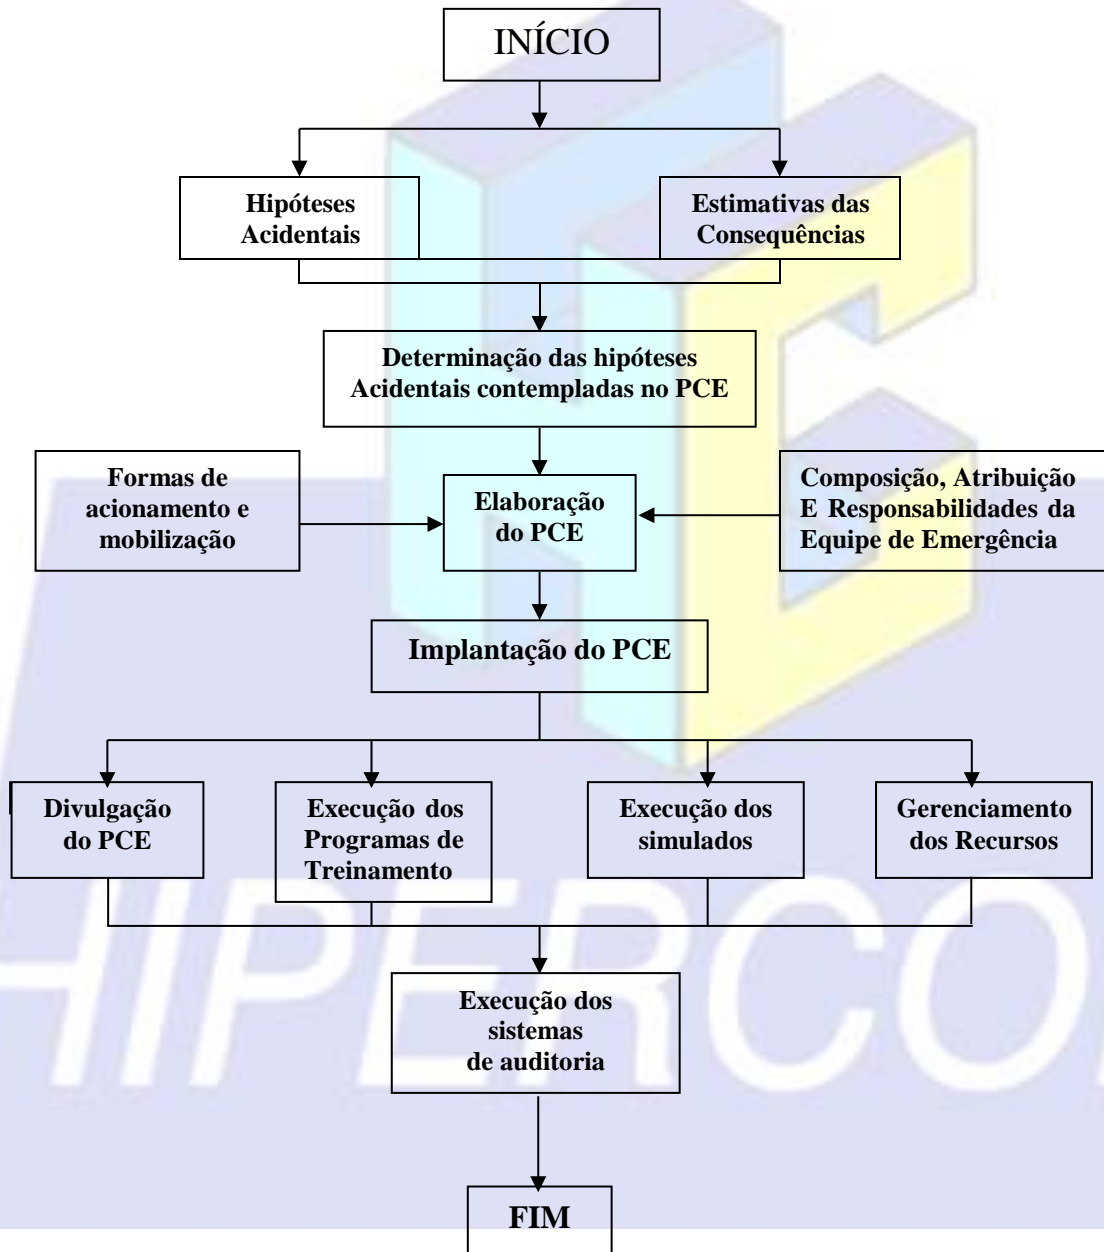 INÍCIO
Hipóteses
Acidentais
Estimativas das
Consequências
Determinação das hipóteses
Acidentais contempladas no PCE
Formas de
acionamento e
mobilização
Elaboração
do PCE
Composição, Atribuição
E Responsabilidades da
Equipe de Emergência
Implantação do PCE
Divulgação
do PCE
Execução dos
Programas de
Treinamento
Execução dos
simulados
Gerenciamento
dos Recursos
Execução dos
sistemas
de auditoria
FIM
HIPERCO